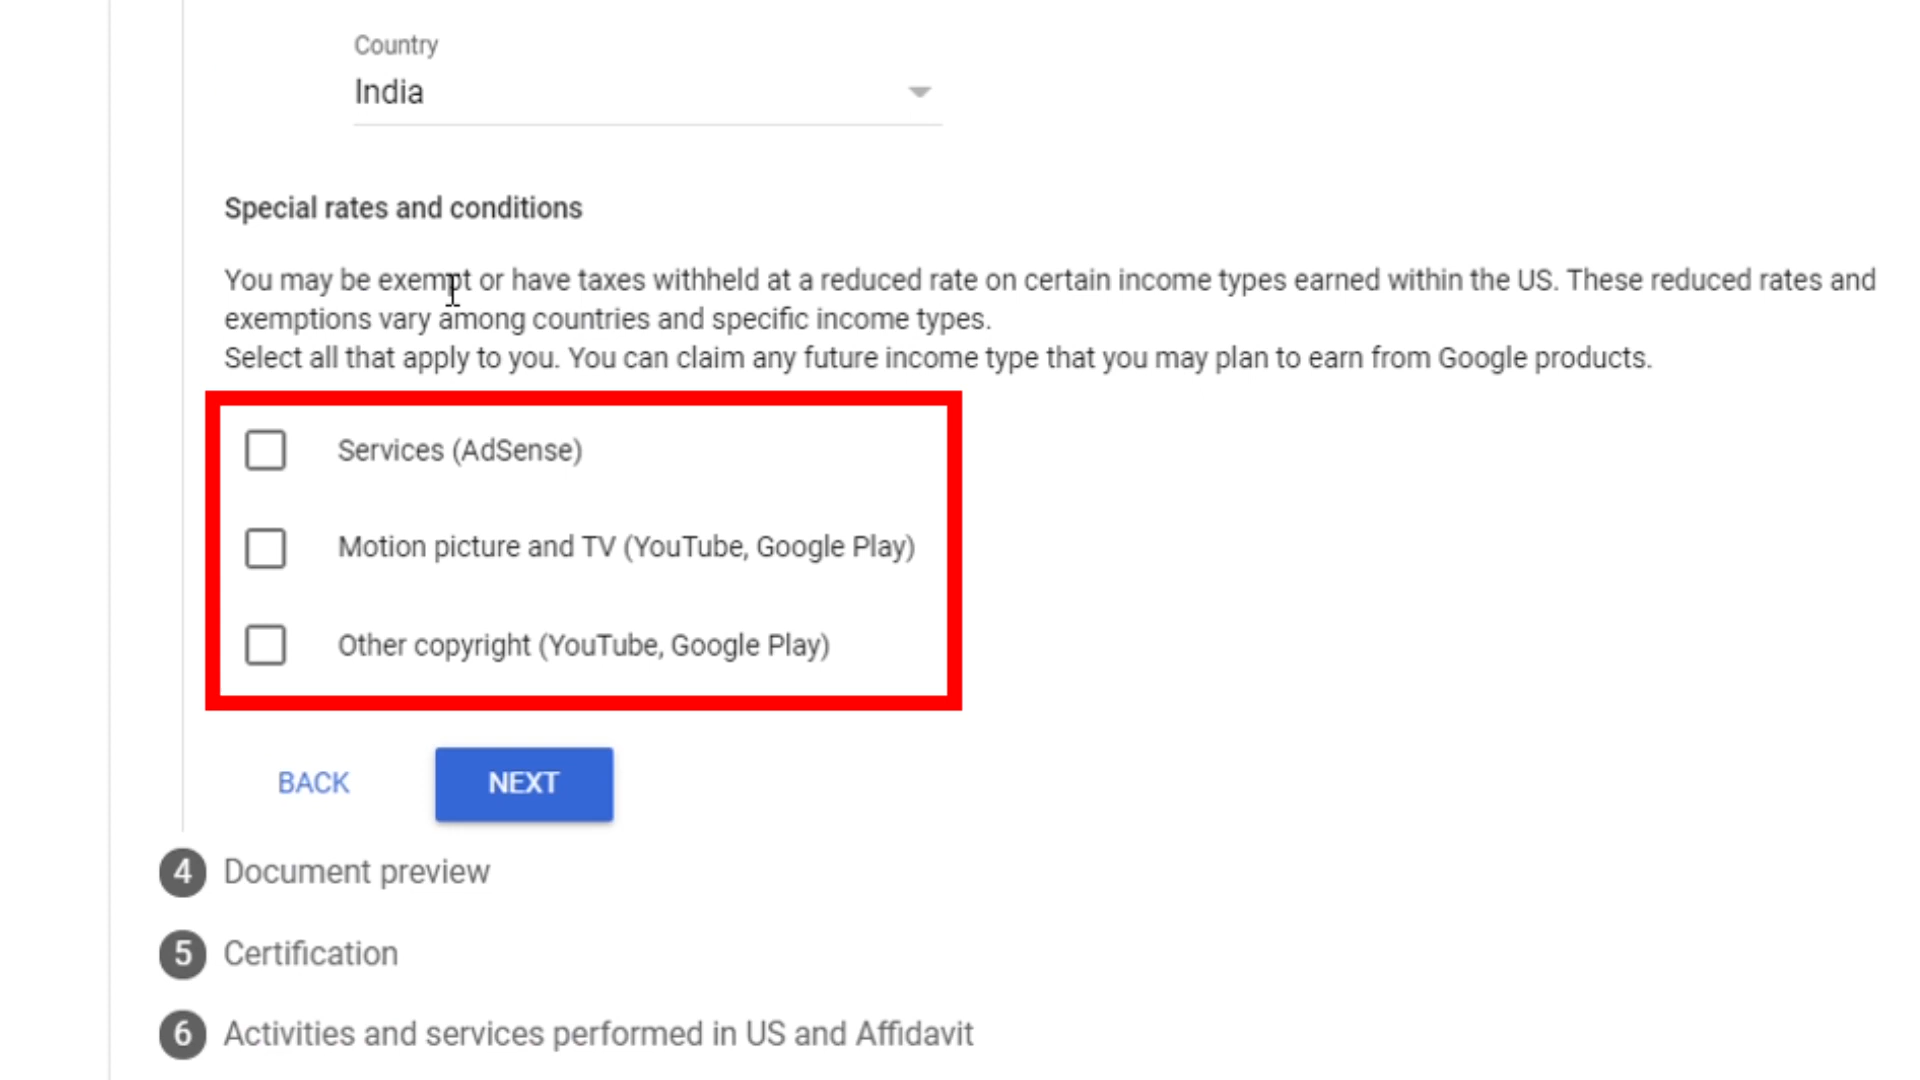 Country
India
Special rates and conditions
You may be exempt or have taxes withheld at a reduced rate on certain income types earned within the US. These reduced rates and
exemptions vary among countries and specific income types.
Select all that apply to you. You can claim any future income type that you may plan to earn from Google products.
Services (AdSense)
Motion picture and TV (YouTube, Google Play)
Other copyright (YouTube, Google Play)
BACK NEXT
4 Document preview
5 Certification
6 Activities and services performed in US and Affidavit